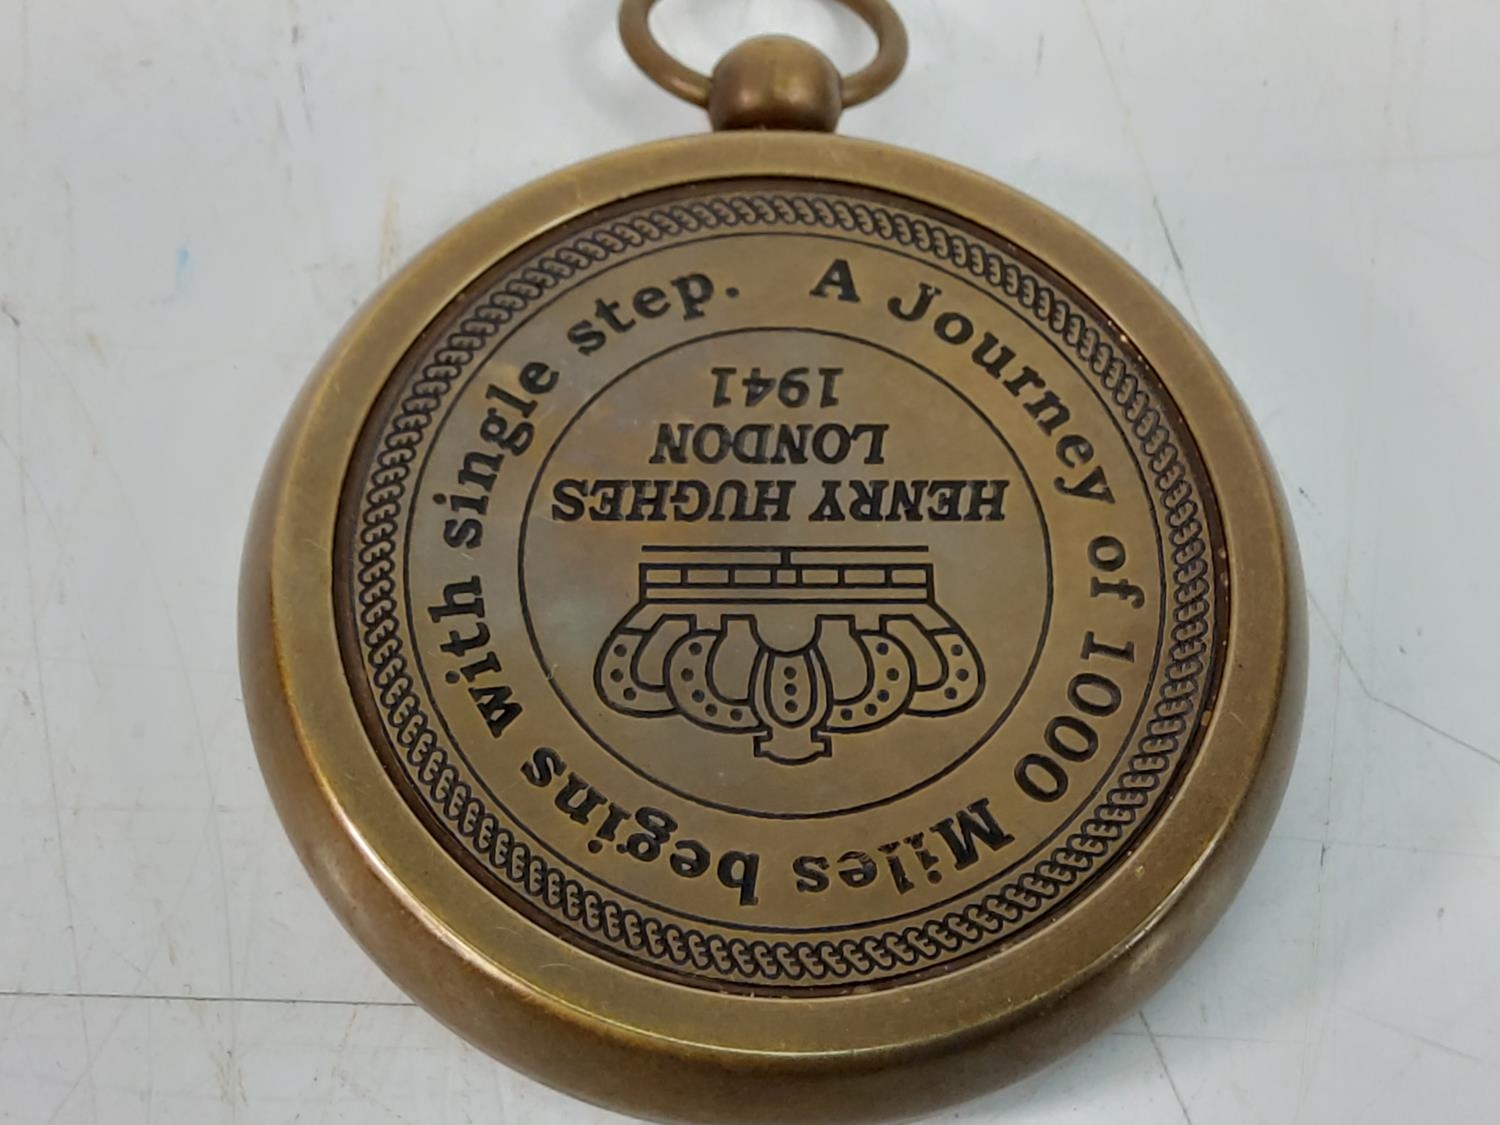 A Journey of 1000 Miles begins with single step.
HENRY HUGHES
LONDON
1941